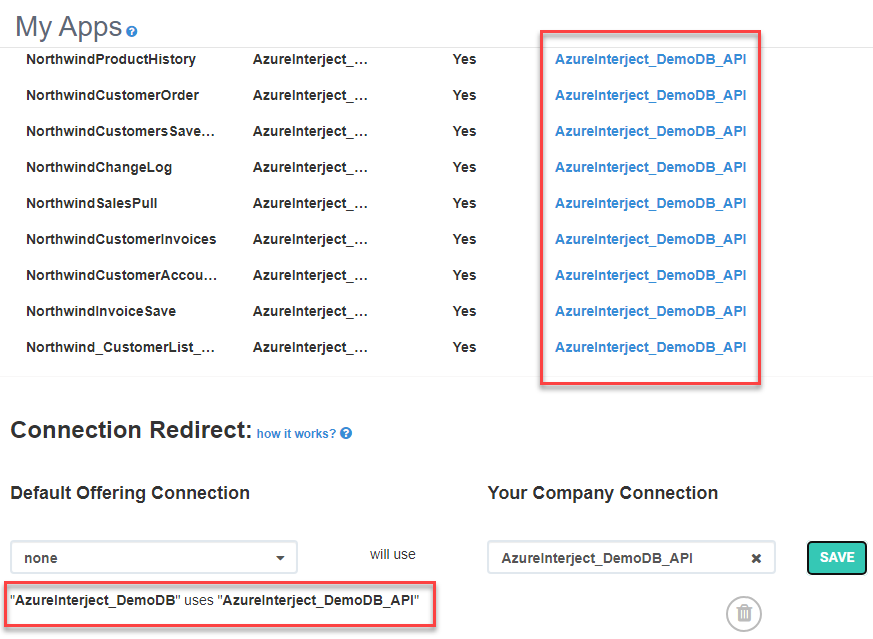 My Apps ?
NorthwindProductHistory AzureInterject_... Yes AzureInterject_DemoDB_API
NorthwindCustomerOrder AzureInterject_... Yes AzureInterject_DemoDB_API
NorthwindCustomersSave... AzureInterject_... Yes AzureInterject_DemoDB_API
NorthwindChangeLog AzureInterject_... Yes AzureInterject_DemoDB_API
NorthwindSalesPull AzureInterject_... Yes AzureInterject_DemoDB_API
NorthwindCustomerInvoices AzureInterject_... Yes AzureInterject_DemoDB_API
NorthwindCustomerAccou... AzureInterject_... Yes AzureInterject_DemoDB_API
NorthwindInvoiceSave AzureInterject_... Yes AzureInterject_DemoDB_API
Northwind_CustomerList_... AzureInterject_... Yes AzureInterject_DemoDB_API
Connection Redirect: how it works? ?
Default Offering Connection Your Company Connection
none will use AzureInterject_DemoDB_API × SAVE
"AzureInterject_DemoDB" uses "AzureInterject_DemoDB_API"